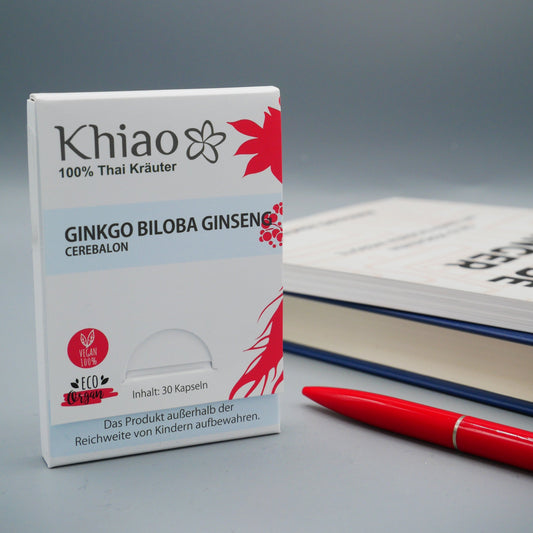 Khiao
100% Thai Kräuter
GINKGO BILOBA GINSENG
CEREBALON
VEGAN
100%
ECO
Organ
Inhalt: 30 Kapseln
Das Produkt außerhalb der
Reichweite von Kindern aufbewahren.